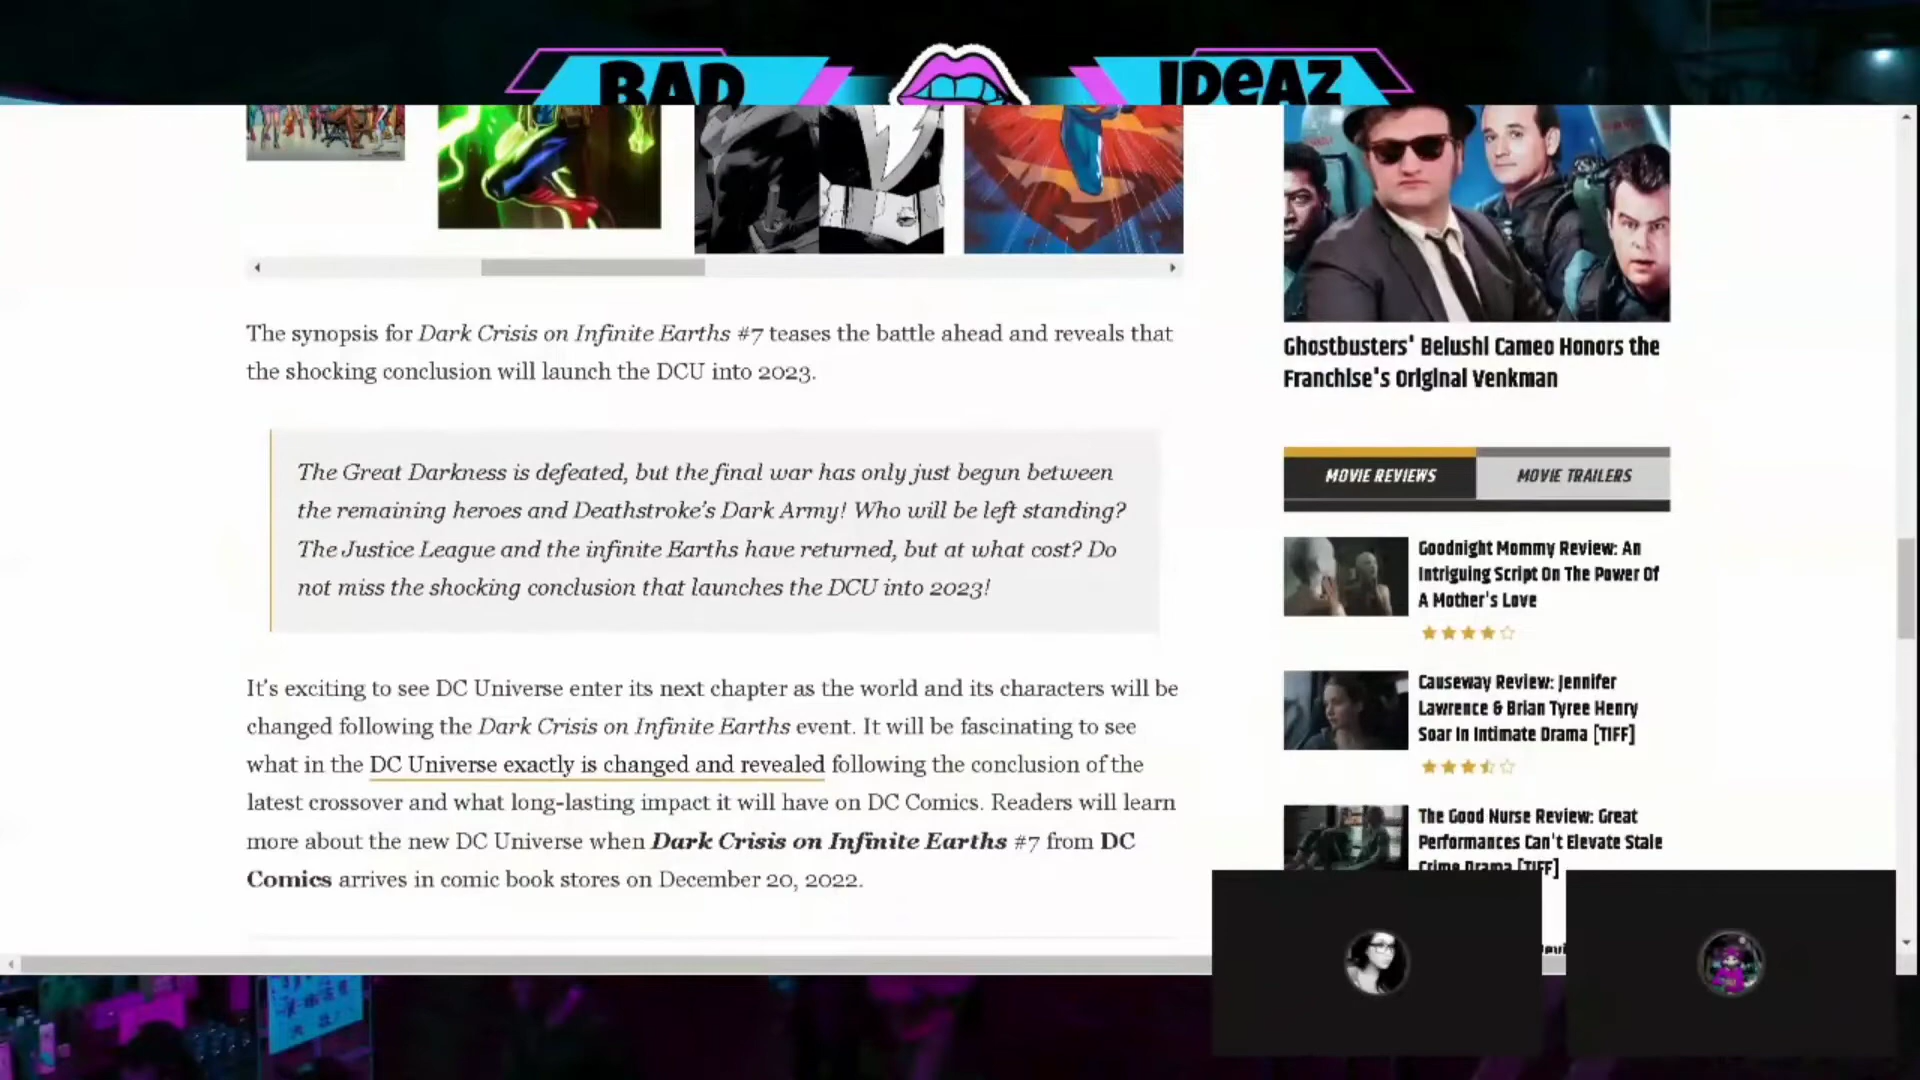 BAD IDEAZ
The synopsis for Dark Crisis on Infinite Earths #7 teases the battle ahead and reveals that
the shocking conclusion will launch the DCU into 2023.
The Great Darkness is defeated, but the final war has only just begun between
the remaining heroes and Deathstroke's Dark Army! Who will be left standing?
The Justice League and the infinite Earths have returned, but at what cost? Do
not miss the shocking conclusion that launches the DCU into 2023!
It's exciting to see DC Universe enter its next chapter as the world and its characters will be
changed following the Dark Crisis on Infinite Earths event. It will be fascinating to see
what in the DC Universe exactly is changed and revealed following the conclusion of the
latest crossover and what long-lasting impact it will have on DC Comics. Readers will learn
more about the new DC Universe when Dark Crisis on Infinite Earths #7 from DC
Comics arrives in comic book stores on December 20, 2022.
Ghostbusters' Belushi Cameo Honors the
Franchise's Original Venkman
MOVIE REVIEWS MOVIE TRAILERS
Goodnight Mommy Review: An
Intriguing Script On The Power Of
A Mother's Love
Causeway Review: Jennifer
Lawrence & Brian Tyree Henry
Soar In Intimate Drama [TIFF]
The Good Nurse Review: Great
Performances Can't Elevate Stale
Crime Drama [TIFF]